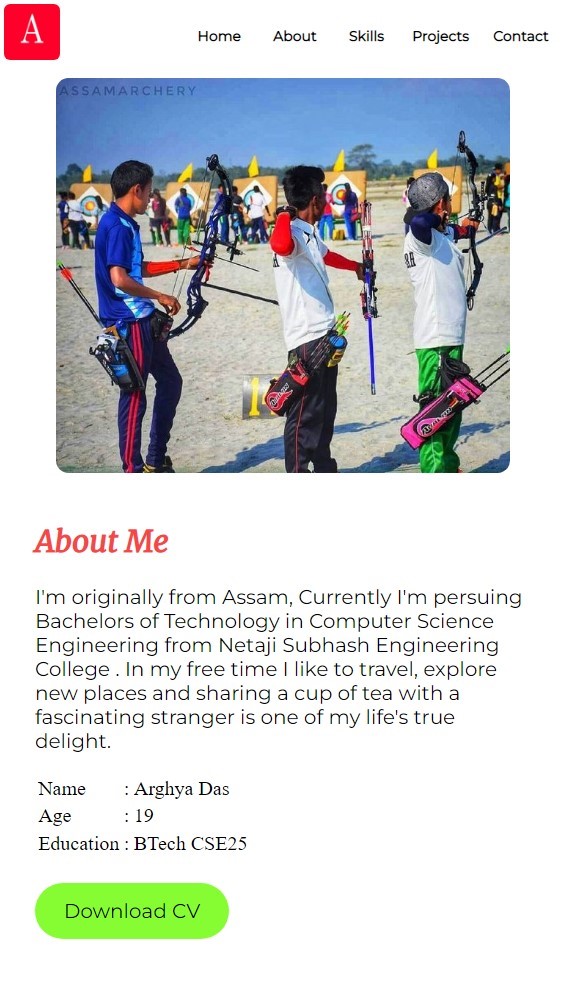 A
Home About Skills Projects Contact
ASSAMARCHERY
1
About Me
I'm originally from Assam, Currently I'm persuing
Bachelors of Technology in Computer Science
Engineering from Netaji Subhash Engineering
College . In my free time I like to travel, explore
new places and sharing a cup of tea with a
fascinating stranger is one of my life's true
delight.
Name : Arghya Das
Age : 19
Education : BTech CSE25
Download CV